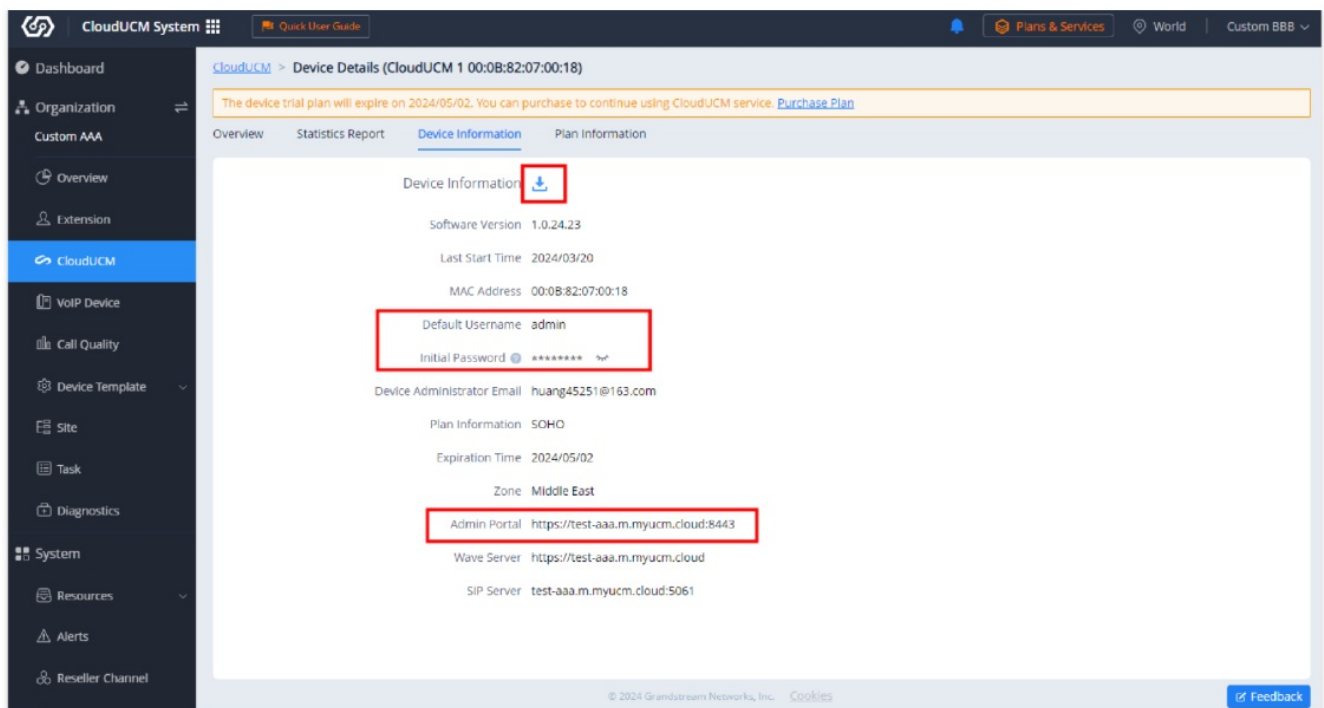 CloudUCM System
Quick User Guide
Plans & Services
World
Custom BBB
Dashboard
Organization
Custom AAA
Overview
Extension
CloudUCM
VoIP Device
Call Quality
Device Template
Site
Task
Diagnostics
System
Resources
Alerts
Reseller Channel
CloudUCM > Device Details (CloudUCM 1 00:0B:82:07:00:18)
The device trial plan will expire on 2024/05/02. You can purchase to continue using CloudUCM service. Purchase Plan
Overview Statistics Report Device Information Plan Information
Device Information
Software Version 1.0.24.23
Last Start Time 2024/03/20
MAC Address 00:0B:82:07:00:18
Default Username admin
Initial Password ********
Device Administrator Email huang45251@163.com
Plan Information SOHO
Expiration Time 2024/05/02
Zone Middle East
Admin Portal https://test-aaa.m.myucm.cloud:8443
Wave Server https://test-aaa.m.myucm.cloud
SIP Server test-aaa.m.myucm.cloud:5061
© 2024 Grandstream Networks, Inc. Cookies
Feedback